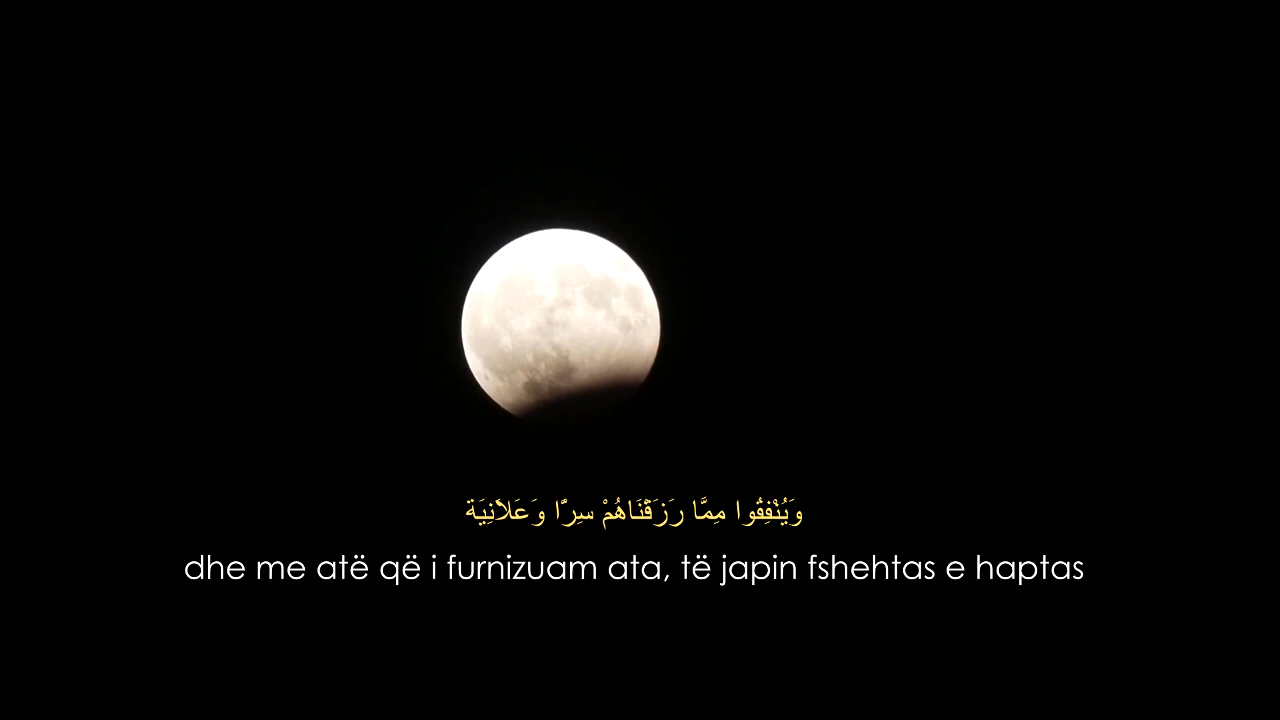 وَيُنْفِقُوا مِمَّا رَزَقْنَاهُمْ سِرًّا وَعَلَانِيَة
dhe me atë që i furnizuam ata, të japin fshehtas e haptas